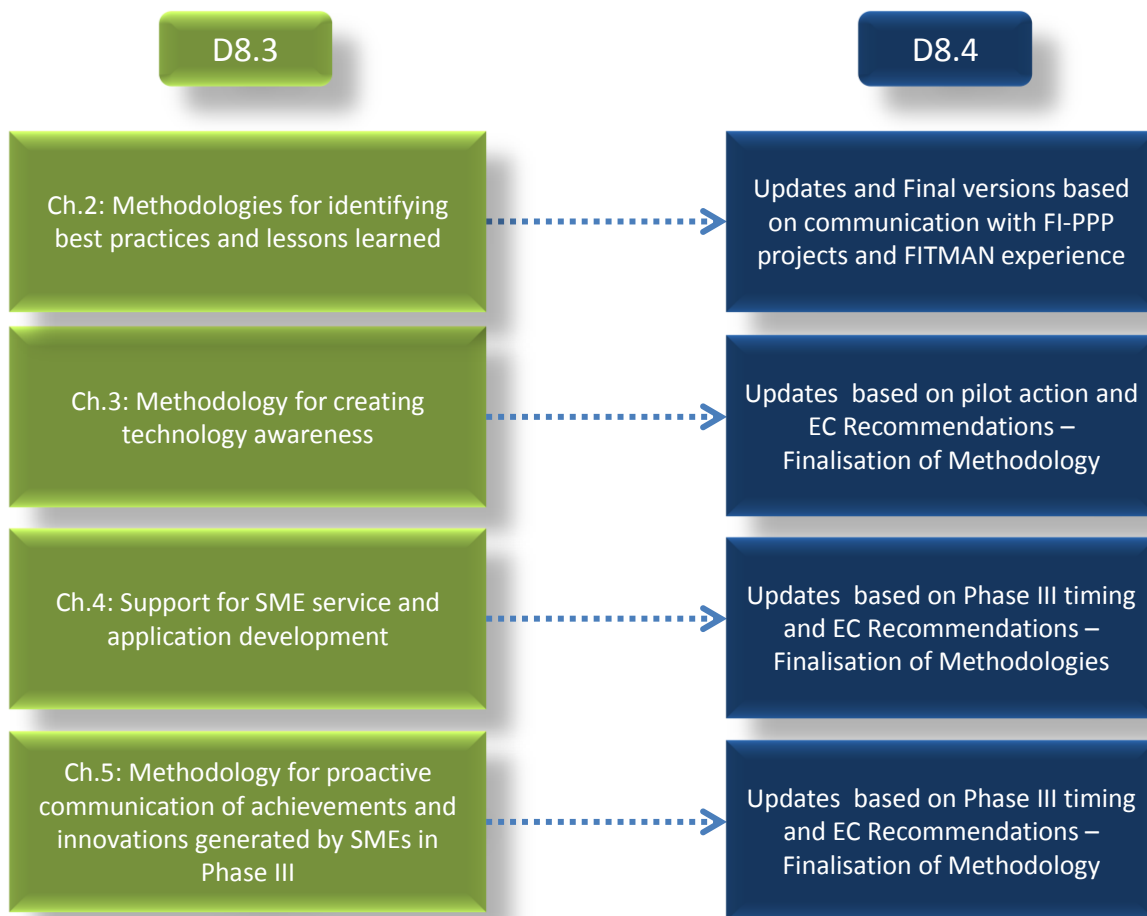 D8.3
D8.4
Ch.2: Methodologies for identifying
best practices and lessons learned
Updates and Final versions based
on communication with FI-PPP
projects and FITMAN experience
Ch.3: Methodology for creating
technology awareness
Updates  based on pilot action and
EC Recommendations –
Finalisation of Methodology
Ch.4: Support for SME service and
application development
Updates  based on Phase III timing
and EC Recommendations –
Finalisation of Methodologies
Ch.5: Methodology for proactive
communication of achievements and
innovations generated by SMEs in
Phase III
Updates  based on Phase III timing
and EC Recommendations –
Finalisation of Methodology